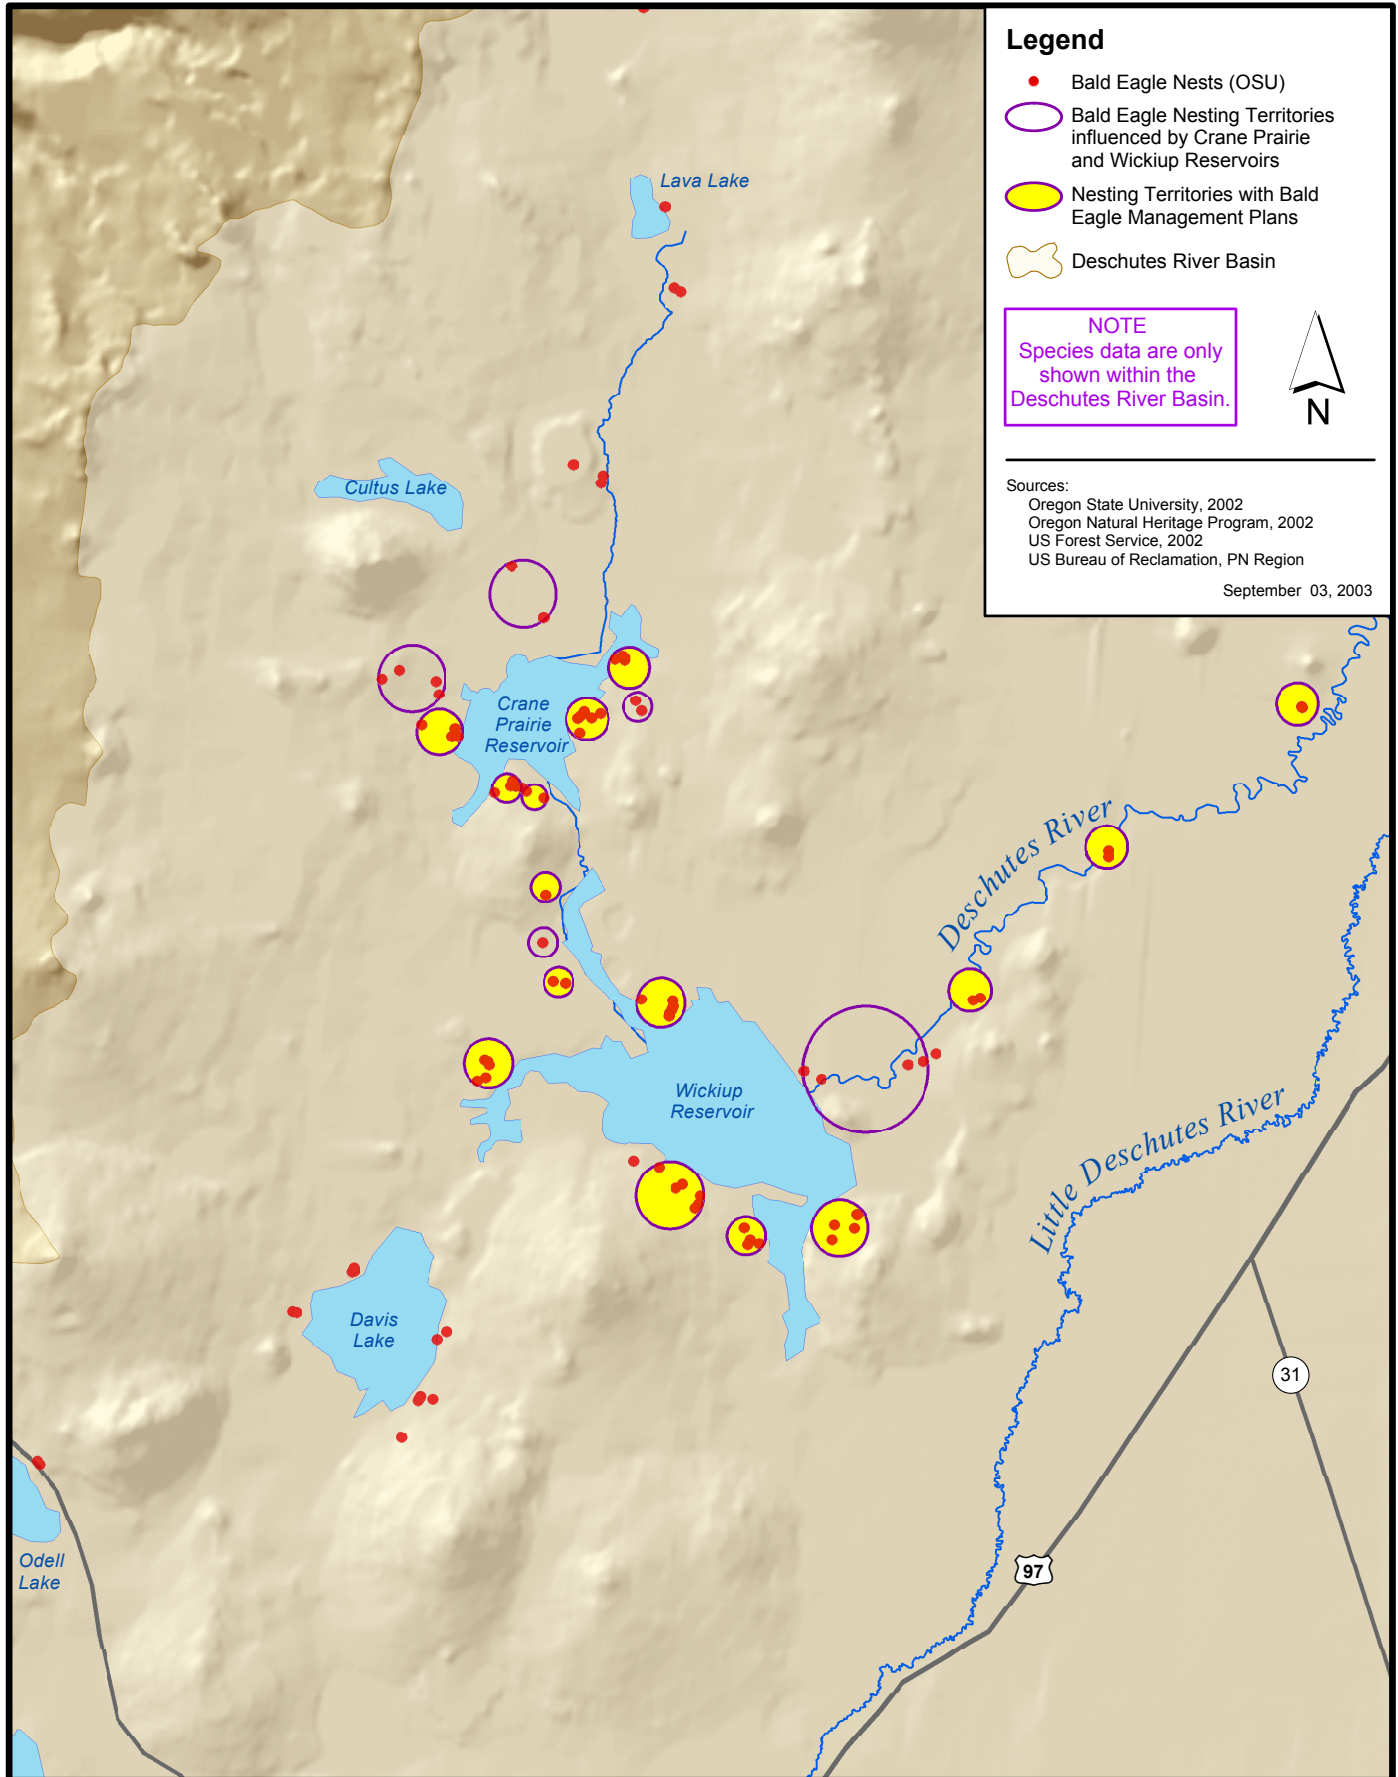 Legend
Bald Eagle Nests (OSU)
Bald Eagle Nesting Territories
influenced by Crane Prairie
and Wickiup Reservoirs
Nesting Territories with Bald
Eagle Management Plans
Deschutes River Basin
NOTE
Species data are only
shown within the
Deschutes River Basin.
N
Sources:
Oregon State University, 2002
Oregon Natural Heritage Program, 2002
US Forest Service, 2002
US Bureau of Reclamation, PN Region
September 03, 2003
Lava Lake
Cultus Lake
Crane
Prairie
Reservoir
Deschutes River
Wickiup
Reservoir
Little Deschutes River
Davis
Lake
31
97
Odell
Lake